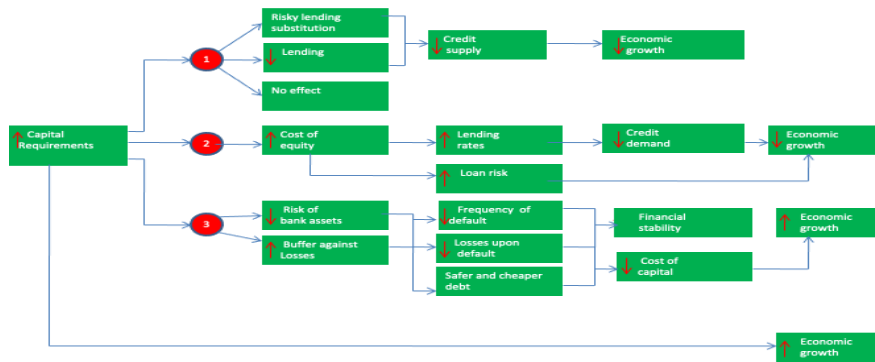 Risky lending
substitution
1
Lending
Credit
supply
Economic
growth
No effect
Capital
Requirements
2
Cost of
equity
Lending
rates
Credit
demand
Economic
growth
Loan risk
3
Risk of
bank assets
Frequency of
default
Financial
stability
Economic
growth
Buffer against
Losses
Losses upon
default
Safer and cheaper
debt
Cost of
capital
Economic
growth